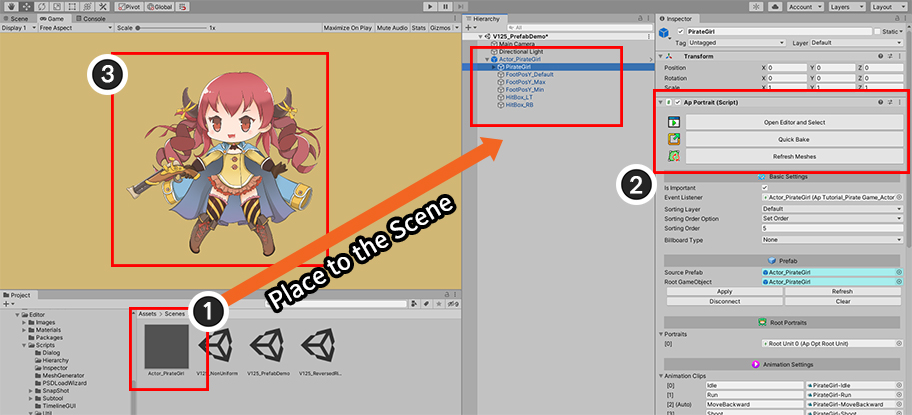 Pivot
Global
Account
Layers
Layout
Scene
Game
Console
Display 1
Free Aspect
Scale
1x
Maximize On Play
Mute Audio
Stats
Gizmos
3
Hierarchy
All
V125_PrefabDemo*
Main Camera
Directional Light
Actor_PirateGirl
PirateGirl
FootPosY_Default
FootPosY_Max
FootPosY_Min
HitBox_LT
HitBox_RB
Place to the Scene
Project
9
Editor
Images
Materials
Packages
Scripts
Dialog
Hierarchy
Inspector
MeshGenerator
PSDLoadWizard
SnapShot
Subtool
TimelineGUI
Util
Assets > Scenes
1
Actor_PirateGirl
V125_NonUniform
V125_PrefabDemo
V125_ReversedRi...
Inspector
PirateGirl
Static
Tag Untagged
Layer Default
Transform
Position X 0 Y 0 Z 0
Rotation X 0 Y 0 Z 0
Scale X 1 Y 1 Z 1
# Ap Portrait (Script)
Open Editor and Select
Quick Bake
Refresh Meshes
2
Basic Settings
Is Important
Event Listener Actor_PirateGirl (Ap Tutorial_Pirate Game_Actor
Sorting Layer Default
Sorting Order Option Set Order
Sorting Order 5
Billboard Type None
Prefab
Source Prefab Actor_PirateGirl
Root GameObject Actor_PirateGirl
Apply Refresh
Disconnect Clear
Root Portraits
Portraits
[0] Root Unit 0 (Ap Opt Root Unit)
Animation Settings
Animation Clips
[0] Idle PirateGirl-Idle
[1] Run PirateGirl-Run
[2] (Auto) MoveBackward PirateGirl-MoveBackward
[3] Shoot PirateGirl-Shoot